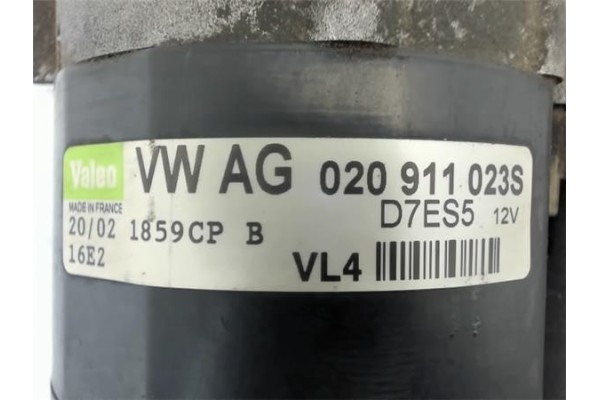 Valeo VW AG 020 911 023S
MADE IN FRANCE D7ES5 12V
20/02 1859CP B
16E2 VL4